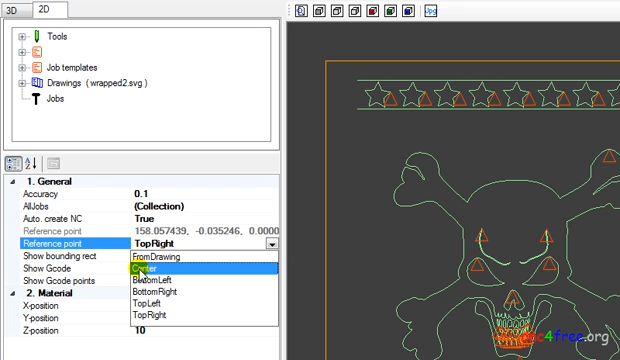 3D 2D
Tools
Job templates
Drawings ( wrapped2.svg )
Jobs
Jpg
1. General
Accuracy 0.1
AllJobs (Collection)
Auto. create NC True
Reference point 158.057439, -0.035246, 0.0000
Reference point TopRight
Show bounding rect FromDrawing
Show Gcode Center
Show Gcode points BottomLeft
2. Material BottomRight
X-position TopLeft
Y-position TopRight
Z-position 10
4free.org